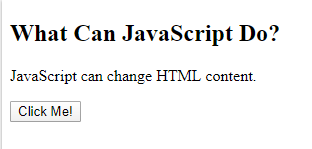 What Can JavaScript Do?
JavaScript can change HTML content.
Click Me!